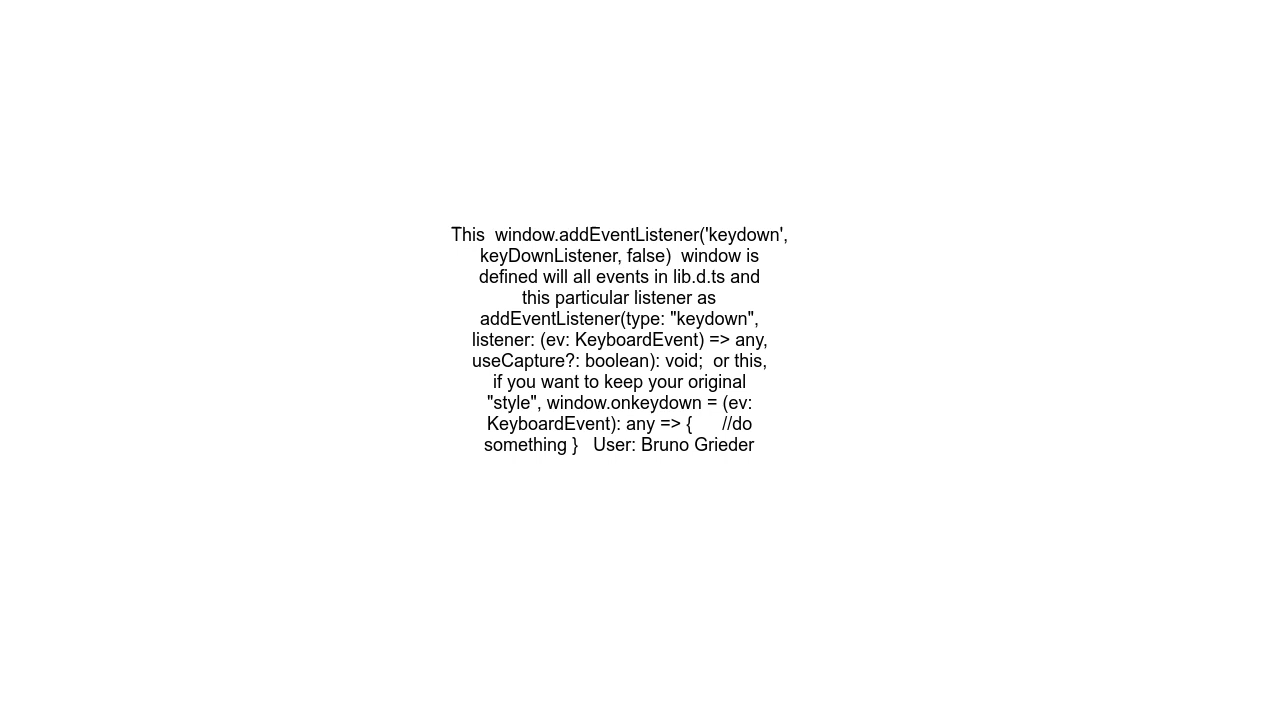 This  window.addEventListener('keydown',
keyDownListener, false)  window is
defined will all events in lib.d.ts and
this particular listener as
addEventListener(type: "keydown",
listener: (ev: KeyboardEvent) => any,
useCapture?: boolean): void;  or this,
if you want to keep your original
"style", window.onkeydown = (ev:
KeyboardEvent): any => {      //do
something }   User: Bruno Grieder